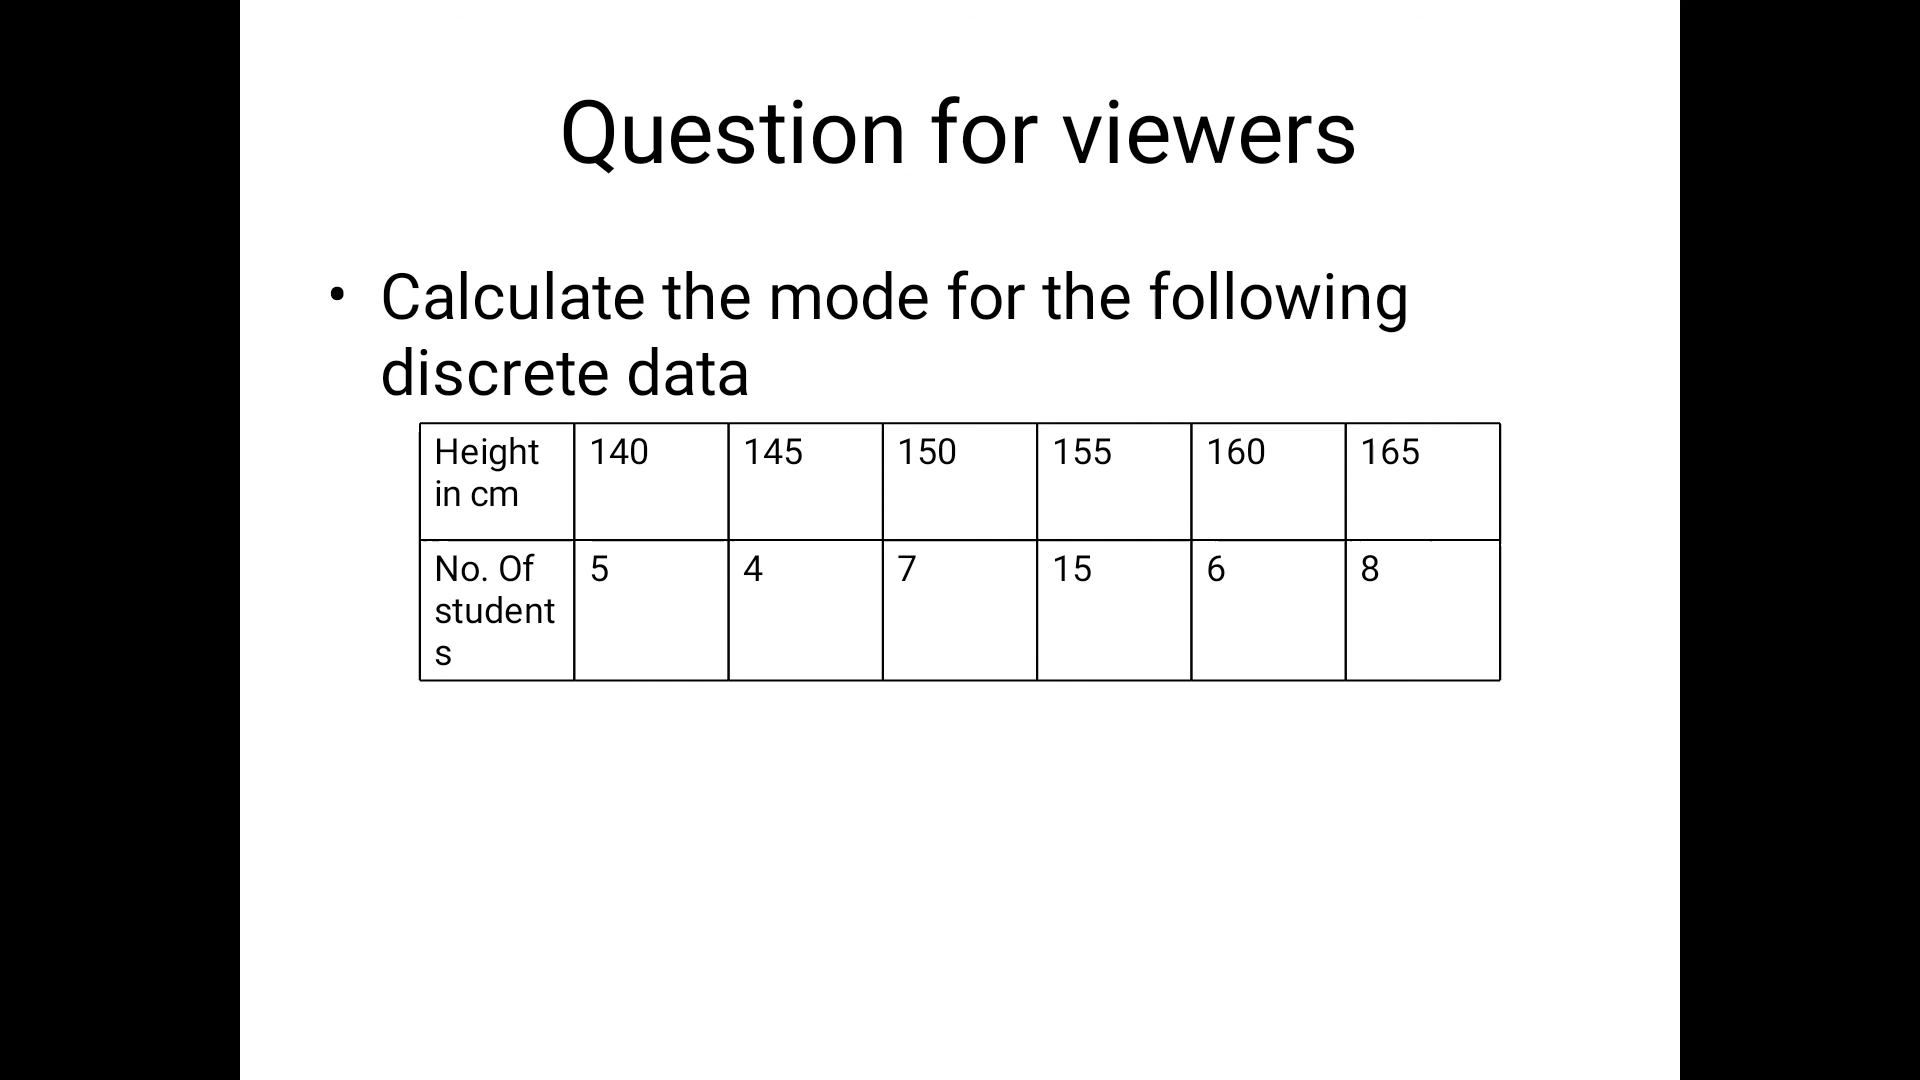 Question for viewers
• Calculate the mode for the following
discrete data
Height 140 145 150 155 160 165
in cm
No. Of 5 4 7 15 6 8
student
s